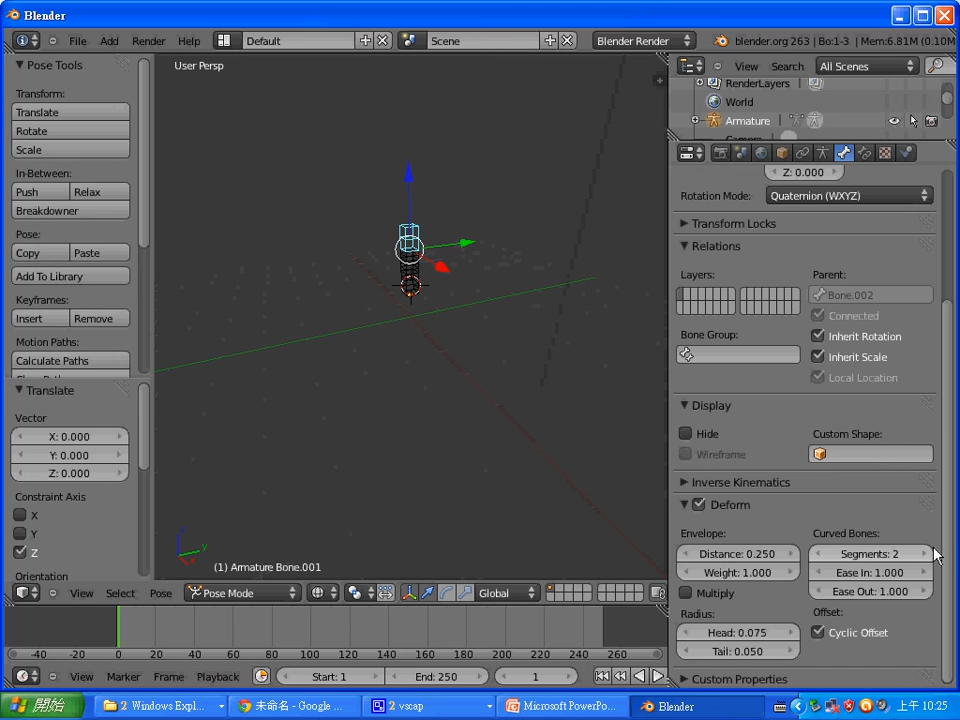 Blender
File Add Render Help Default Scene Blender Render blender.org 263 | Bo:1-3 | Mem:6.81M (0.10M
Pose Tools
Transform:
Translate
Rotate
Scale
In-Between:
Push Relax
Breakdowner
Pose:
Copy Paste
Add To Library
Keyframes:
Insert Remove
Motion Paths:
Calculate Paths
Translate
Vector
X: 0.000
Y: 0.000
Z: 0.000
Constraint Axis
X
Y
Z
Orientation
User Persp
(1) Armature Bone.001
View Select Pose Pose Mode Global
-40 -20 0 20 40 60 80 100 120 140 160 180 200 220 240 260
View Marker Frame Playback Start: 1 End: 250 1
View Search All Scenes
RenderLayers
World
Armature
Z: 0.000
Rotation Mode: Quaternion (WXYZ)
Transform Locks
Relations
Layers: Parent:
Bone.002
Connected
Bone Group: Inherit Rotation
Inherit Scale
Local Location
Display
Hide Custom Shape:
Wireframe
Inverse Kinematics
Deform
Envelope: Curved Bones:
Distance: 0.250 Segments: 2
Weight: 1.000 Ease In: 1.000
Multiply Ease Out: 1.000
Radius: Offset:
Head: 0.075 Cyclic Offset
Tail: 0.050
Custom Properties
開始 2 Windows Expl... 未命名 - Google ... 2 vscap Microsoft PowerPo... Blender 上午 10:25